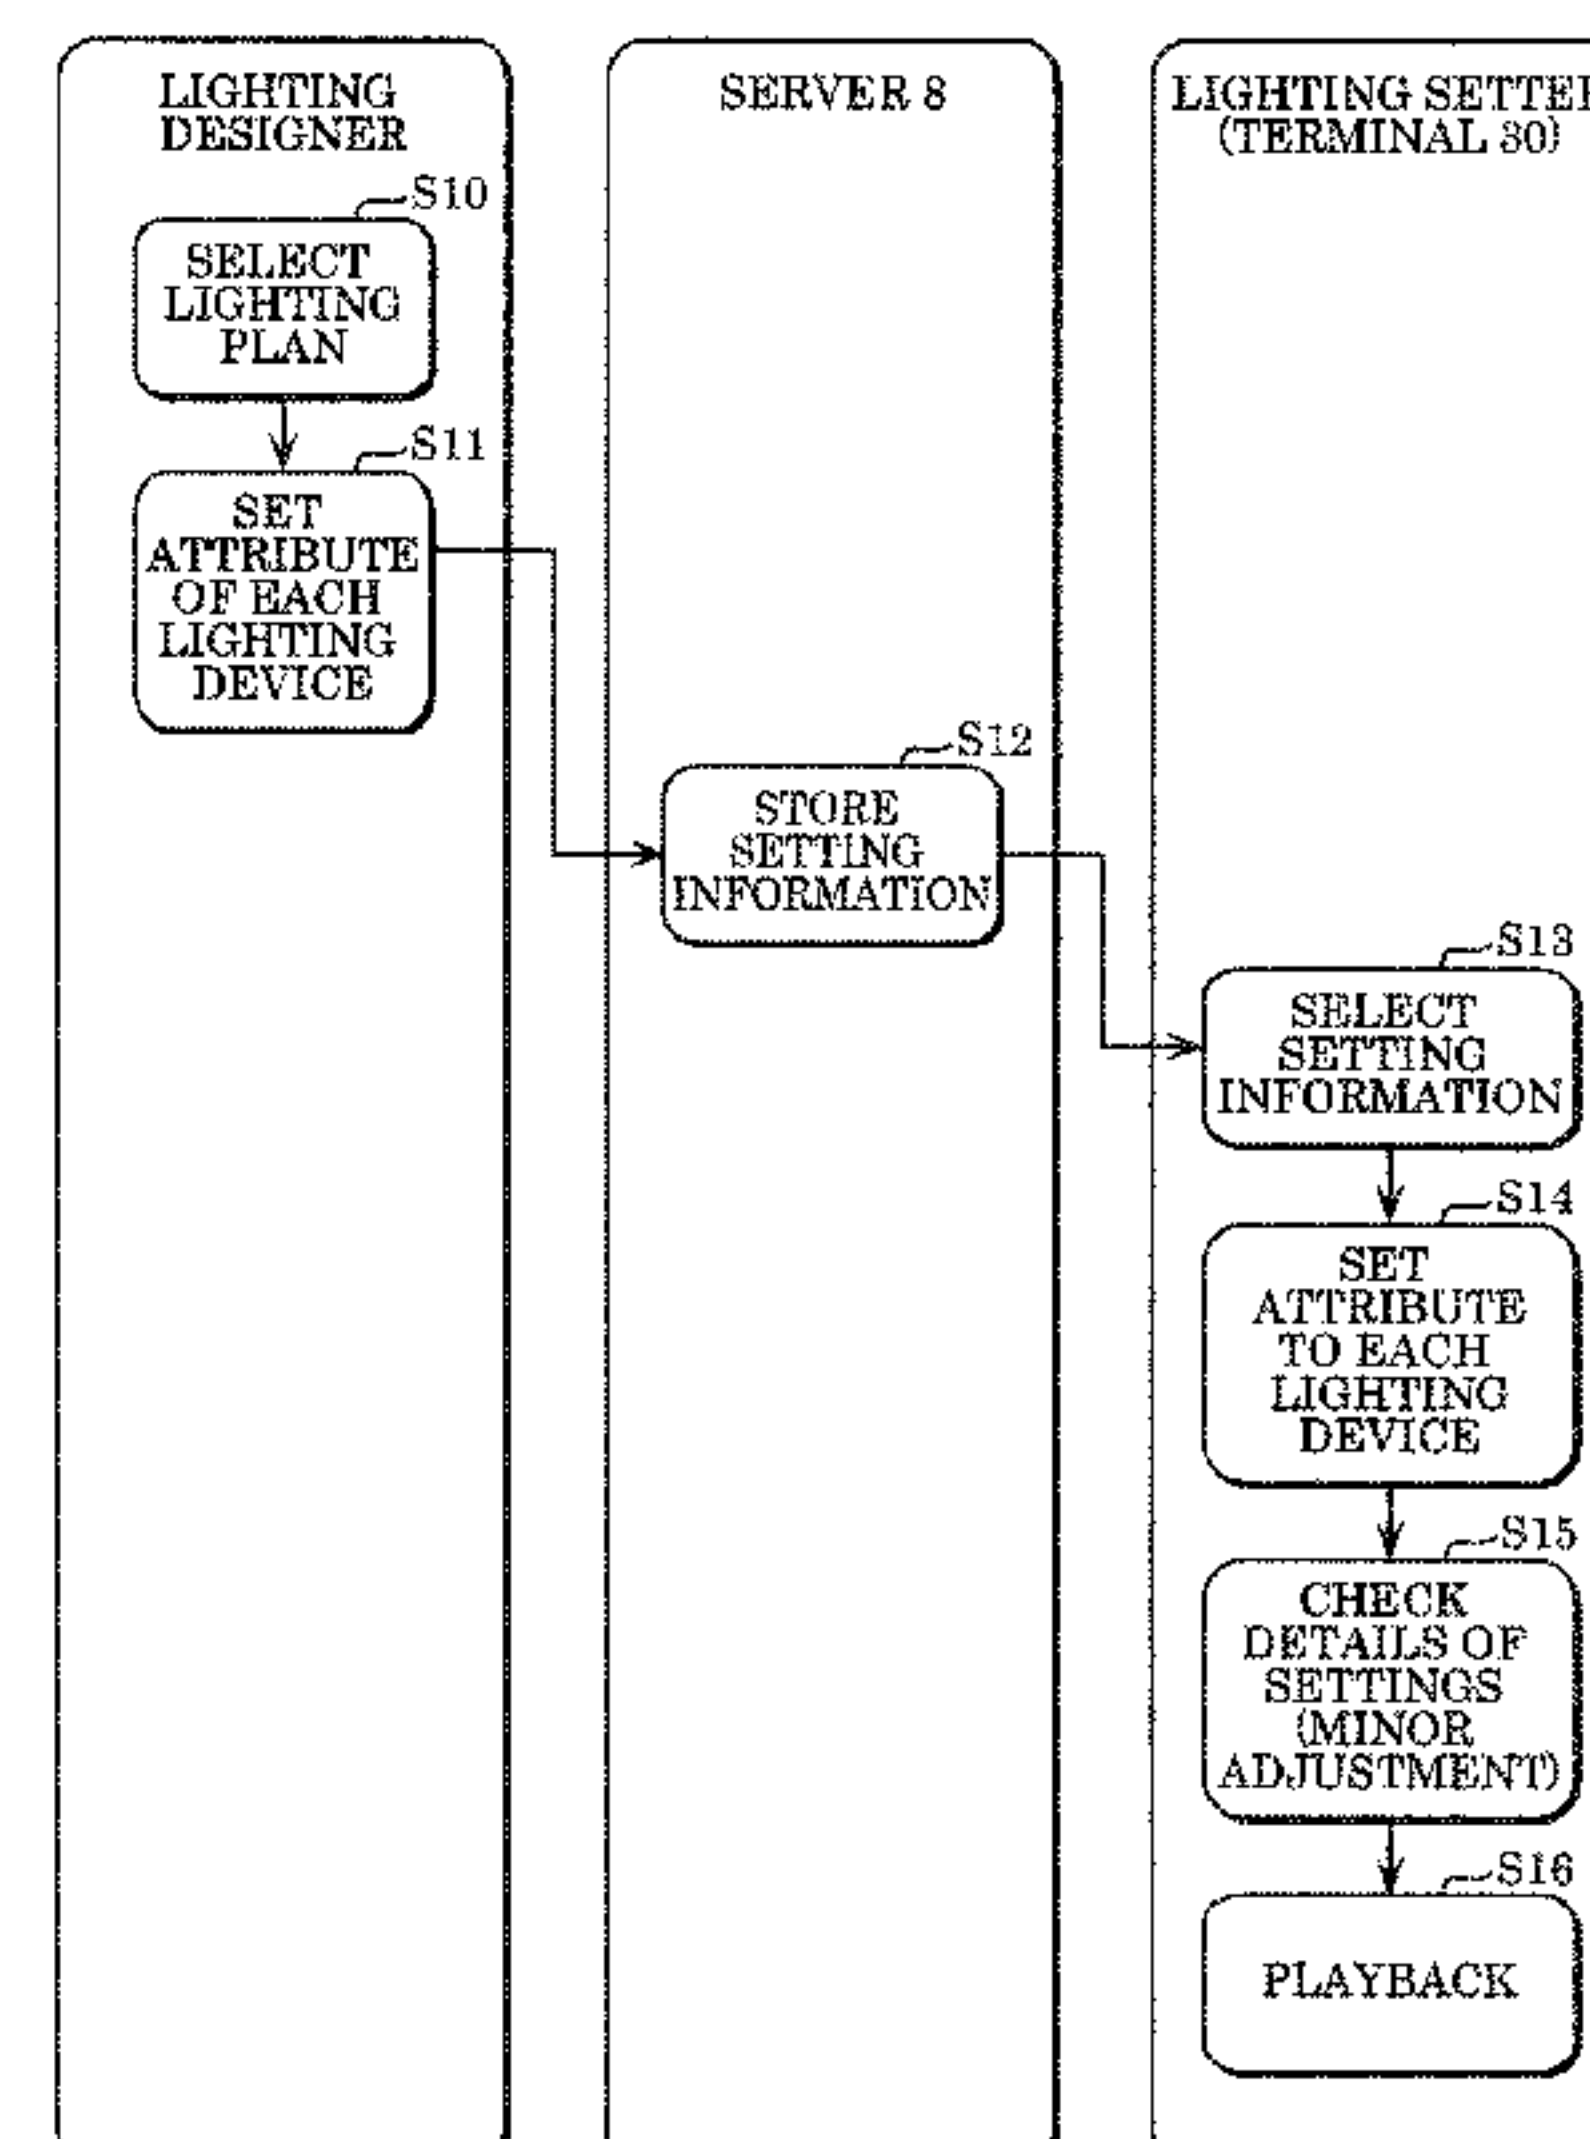 LIGHTING
DESIGNER
S10
SELECT
LIGHTING
PLAN
S11
SET
ATTRIBUTE
OF EACH
LIGHTING
DEVICE
SERVER 8
S12
STORE
SETTING
INFORMATION
LIGHTING SETTER
(TERMINAL 30)
S13
SELECT
SETTING
INFORMATION
S14
SET
ATTRIBUTE
TO EACH
LIGHTING
DEVICE
S15
CHECK
DETAILS OF
SETTINGS
(MINOR
ADJUSTMENT)
S16
PLAYBACK